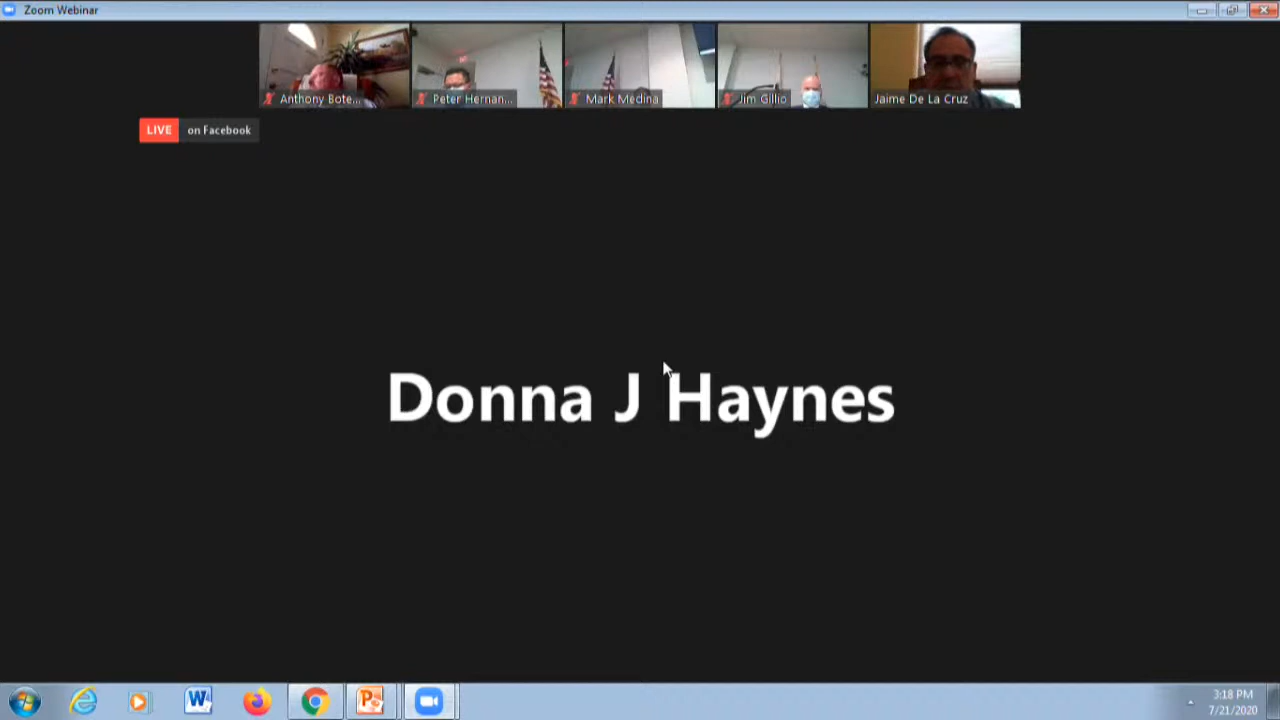 Zoom Webinar
Anthony Bote...
Peter Hernan...
Mark Medina
Jim Gillio
Jaime De La Cruz
LIVE on Facebook
Donna J Haynes
3:18 PM
7/21/2020